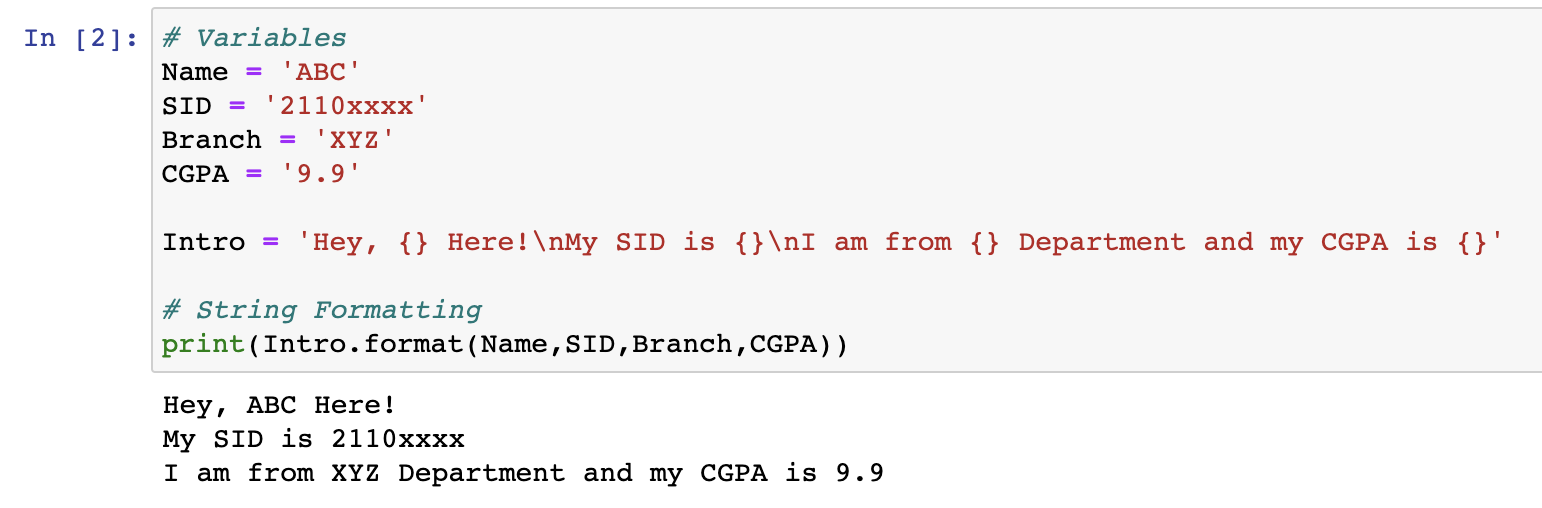 In [2]:
# Variables
Name = 'ABC'
SID = '2110xxxx'
Branch = 'XYZ'
CGPA = '9.9'
Intro = 'Hey, {} Here!\nMy SID is {}\nI am from {} Department and my CGPA is {}'
# String Formatting
print(Intro.format(Name,SID,Branch,CGPA))
Hey, ABC Here!
My SID is 2110xxxx
I am from XYZ Department and my CGPA is 9.9